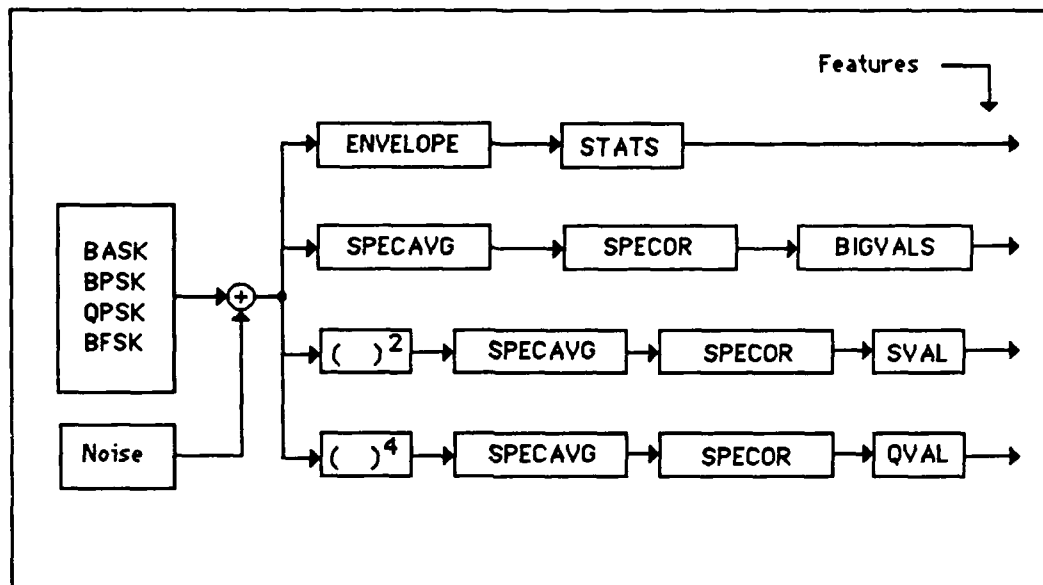 Features
ENVELOPE STATS
BASK
BPSK
QPSK
BFSK
SPECAVG SPECOR BIGVALS
( )² SPECAVG SPECOR SVAL
Noise
( )⁴ SPECAVG SPECOR QVAL